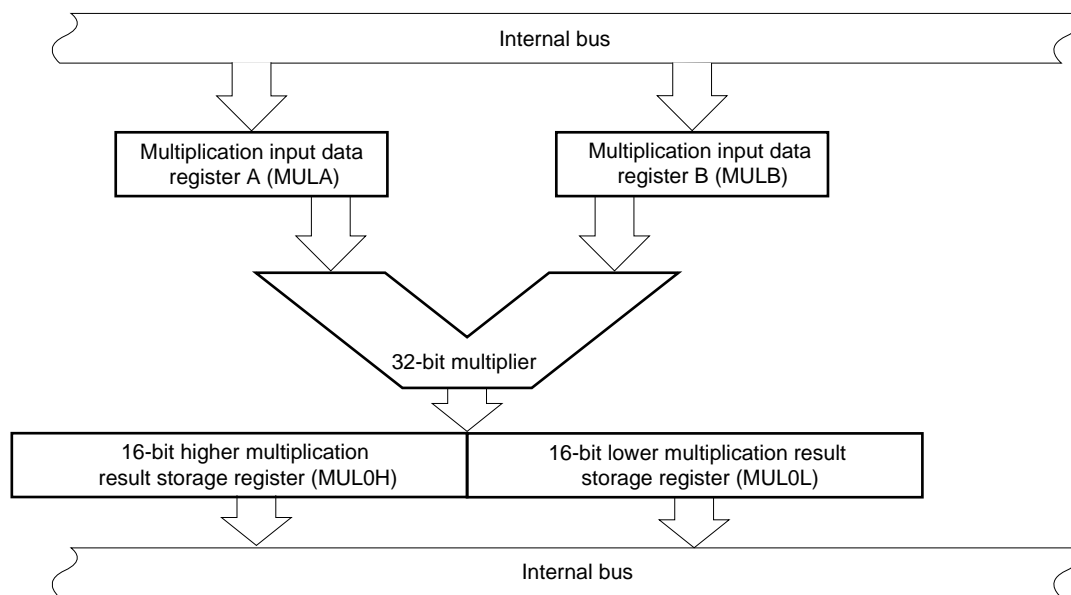 Internal bus
Multiplication input data
register A (MULA)
Multiplication input data
register B (MULB)
32-bit multiplier
16-bit higher multiplication
result storage register (MUL0H)
16-bit lower multiplication result
storage register (MUL0L)
Internal bus